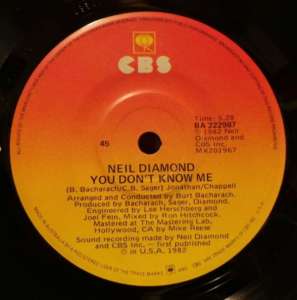 CBS
Time: 5.28
BA 222987
℗ 1982 Neil
Diamond and
CBS Inc.
MX202967
45
NEIL DIAMOND
YOU DON'T KNOW ME
(B. Bacharach/C.B. Sager) Jonathan/Chappell
Arranged and Conducted by Burt Bacharach.
Produced by Bacharach, Sager, Diamond,
Engineered by Lee Herschberg and
Joel Fein, Mixed by Ron Hitchcock,
Mastered at The Mastering Lab,
Hollywood, CA by Mike Reese
Sound recording made by Neil Diamond
and CBS Inc. – first published
in U.S.A. 1982